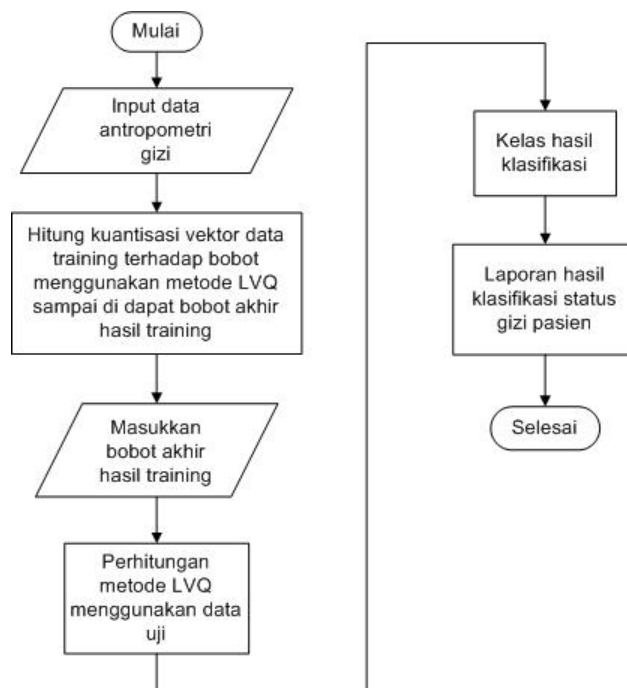 Mulai
Input data
antropometri
gizi
Hitung kuantisasi vektor data
training terhadap bobot
menggunakan metode LVQ
sampai di dapat bobot akhir
hasil training
Masukkan
bobot akhir
hasil training
Perhitungan
metode LVQ
menggunakan data
uji
Kelas hasil
klasifikasi
Laporan hasil
klasifikasi status
gizi pasien
Selesai